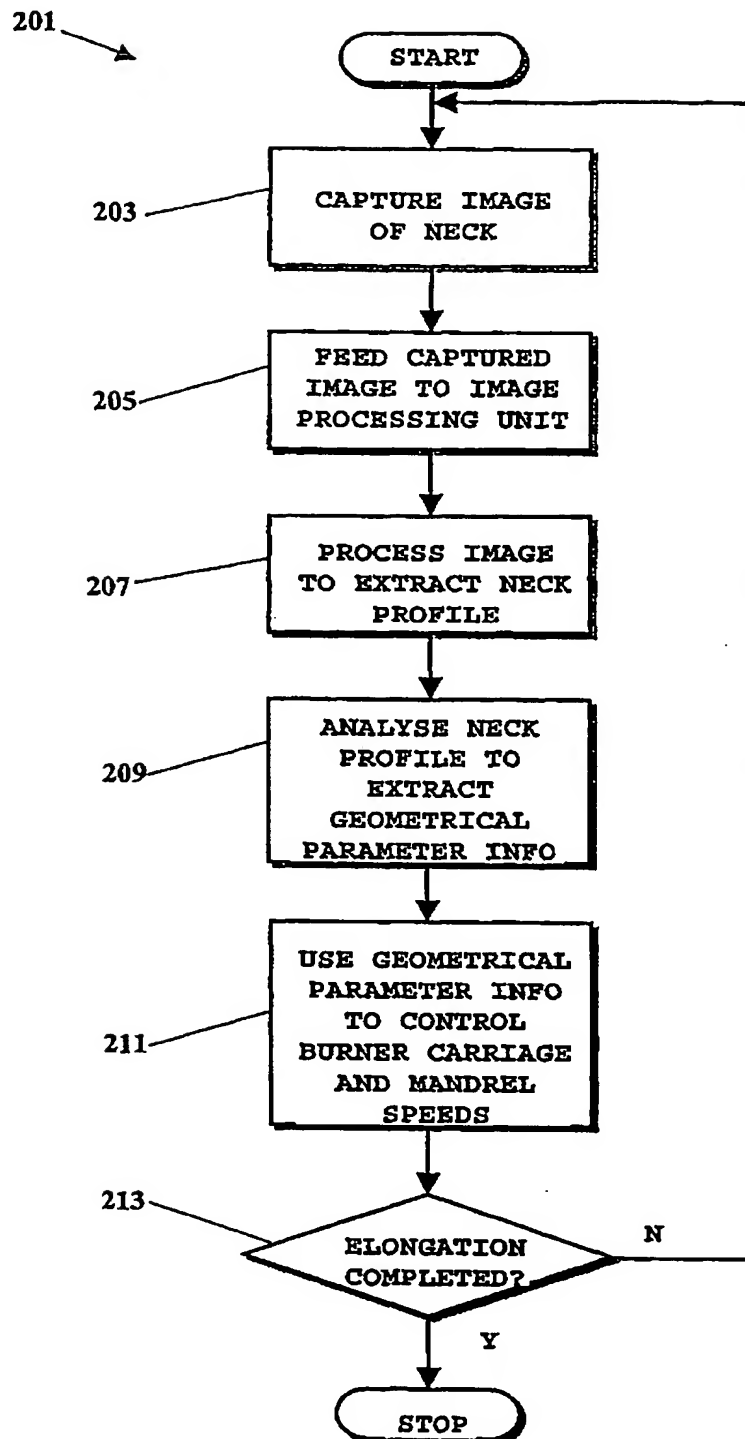 201
START
203
CAPTURE IMAGE
OF NECK
205
FEED CAPTURED
IMAGE TO IMAGE
PROCESSING UNIT
207
PROCESS IMAGE
TO EXTRACT NECK
PROFILE
209
ANALYSE NECK
PROFILE TO
EXTRACT
GEOMETRICAL
PARAMETER INFO
211
USE GEOMETRICAL
PARAMETER INFO
TO CONTROL
BURNER CARRIAGE
AND MANDREL
SPEEDS
213
ELONGATION
COMPLETED?
N
Y
STOP